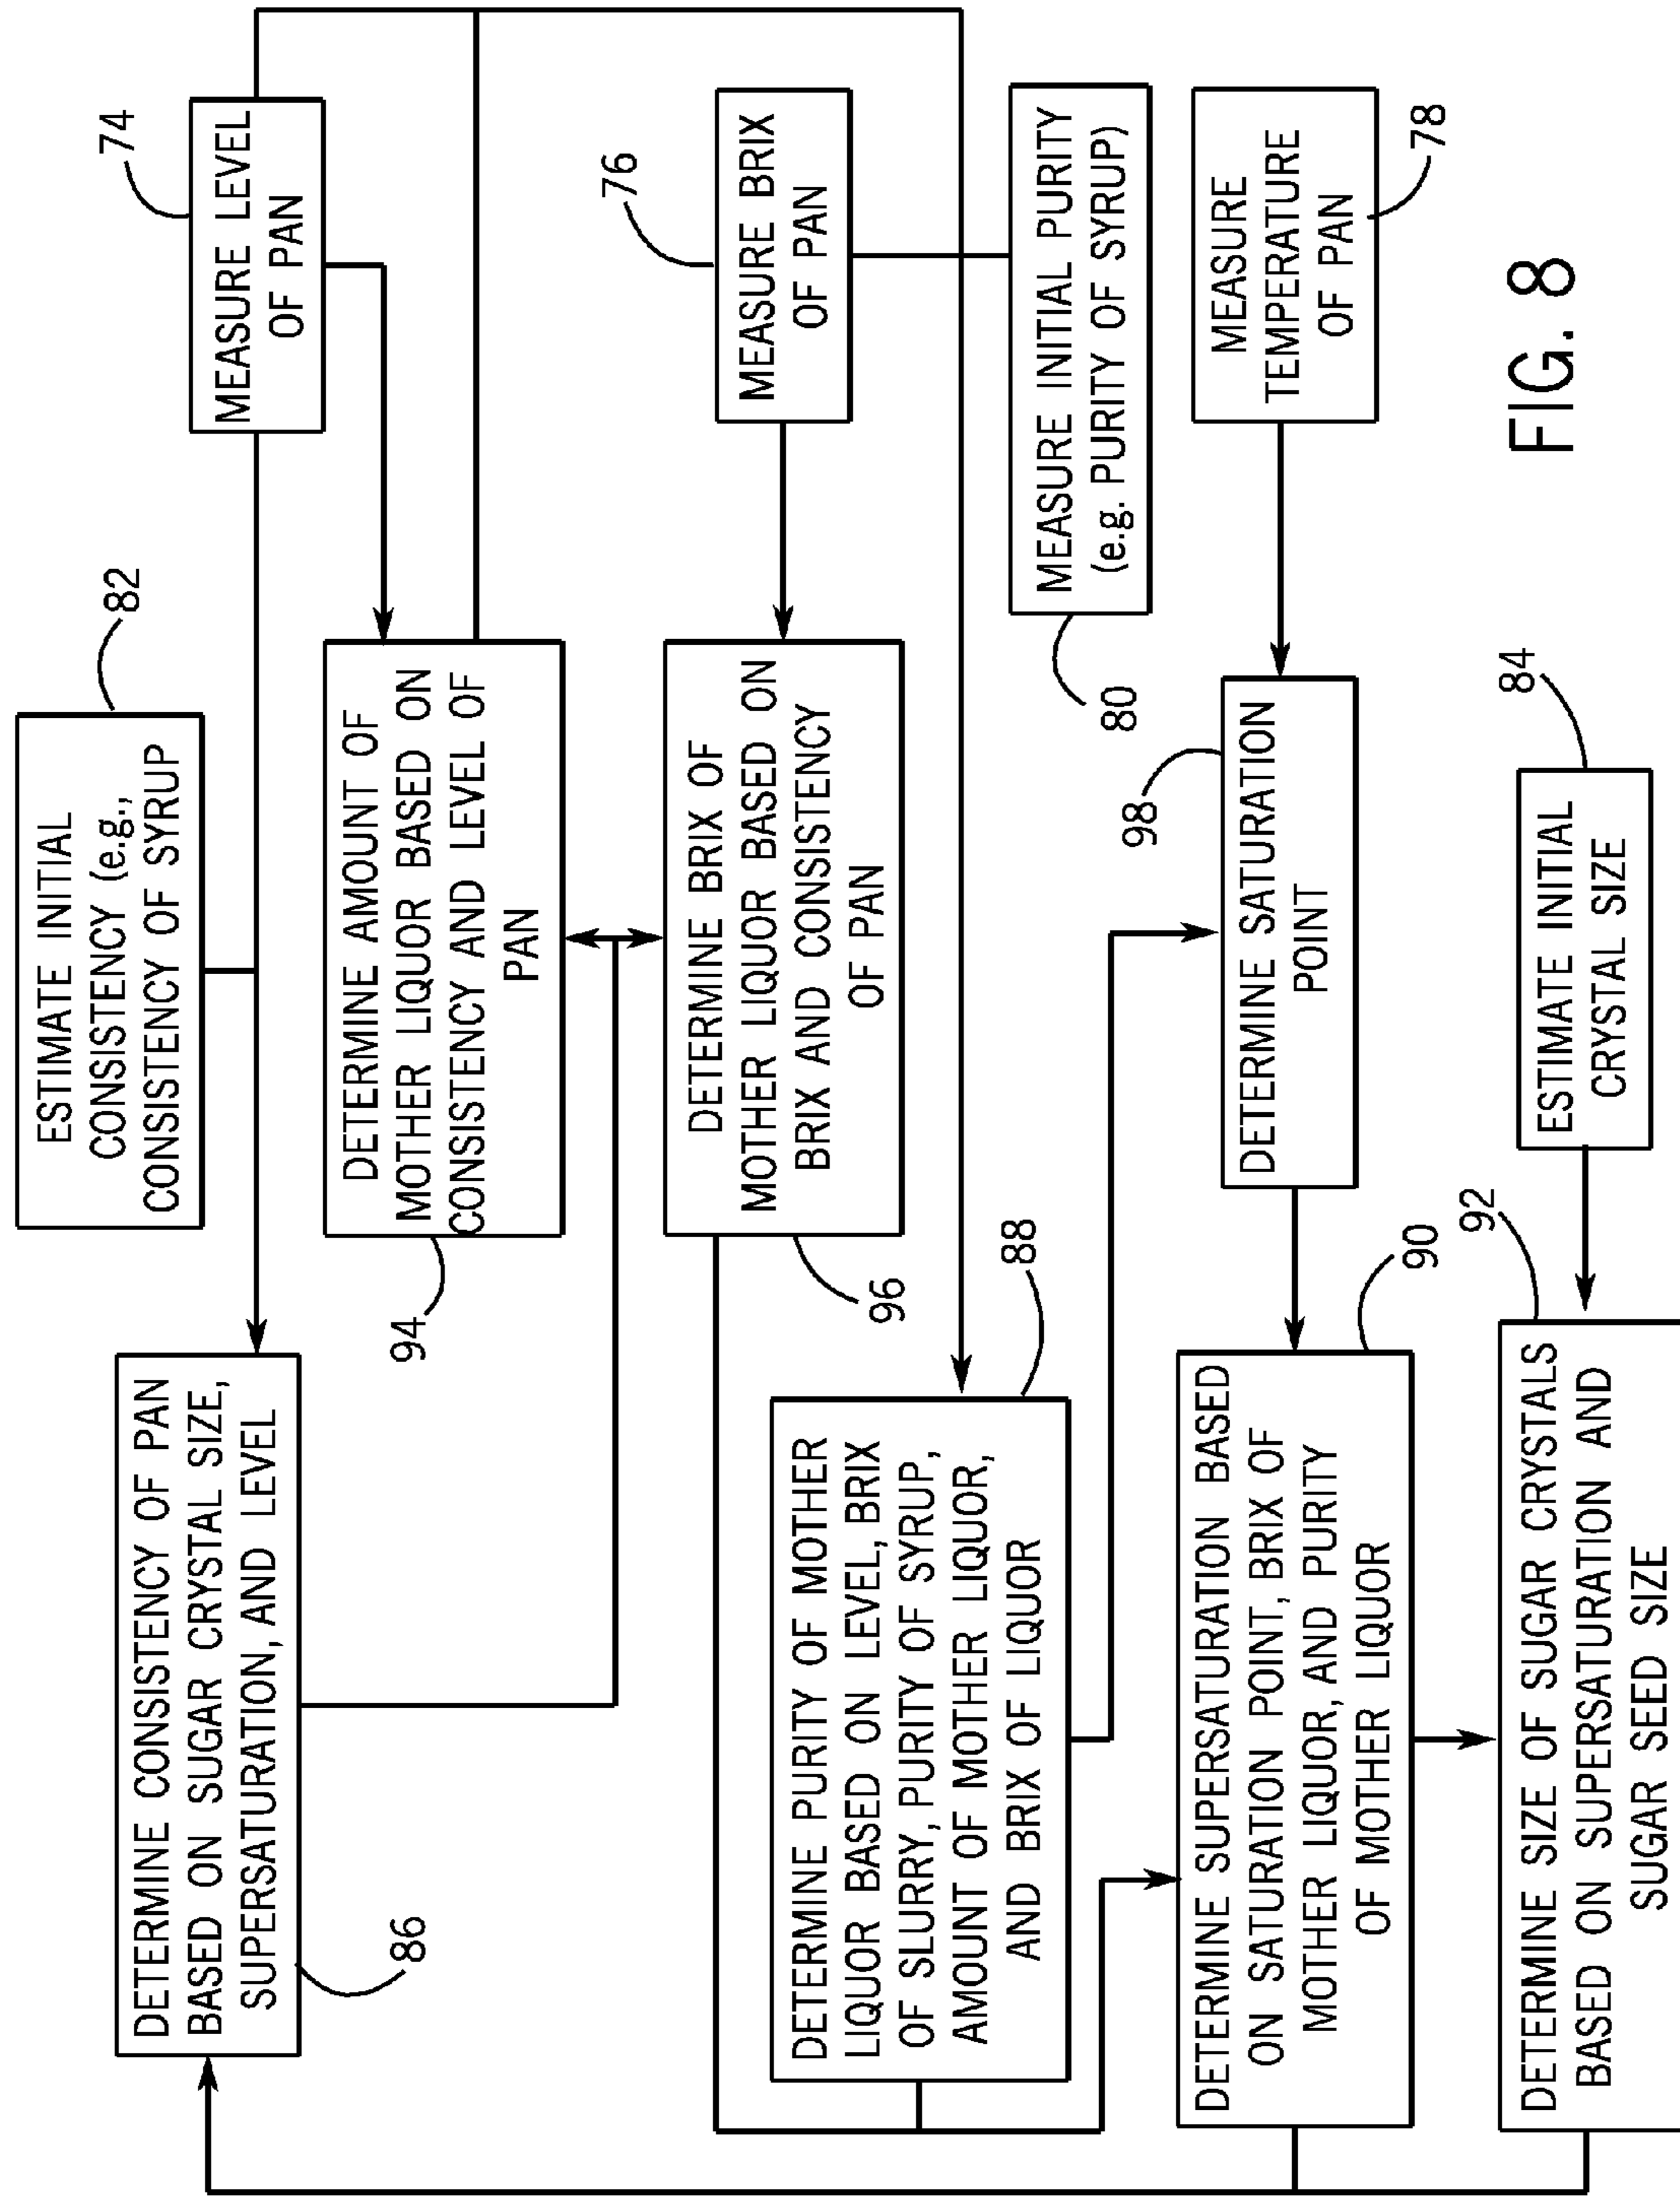 82
ESTIMATE INITIAL
CONSISTENCY (e.g.,
CONSISTENCY OF SYRUP
74
MEASURE LEVEL
OF PAN
DETERMINE CONSISTENCY OF PAN
BASED ON SUGAR CRYSTAL SIZE,
SUPERSATURATION, AND LEVEL
86
94
DETERMINE AMOUNT OF
MOTHER LIQUOR BASED ON
CONSISTENCY AND LEVEL OF
PAN
76
MEASURE BRIX
OF PAN
DETERMINE BRIX OF
MOTHER LIQUOR BASED ON
BRIX AND CONSISTENCY
OF PAN
96
DETERMINE PURITY OF MOTHER
LIQUOR BASED ON LEVEL, BRIX
OF SLURRY, PURITY OF SYRUP,
AMOUNT OF MOTHER LIQUOR,
AND BRIX OF LIQUOR
88
MEASURE INITIAL PURITY
(e.g. PURITY OF SYRUP)
80
98
DETERMINE SATURATION
POINT
MEASURE
TEMPERATURE
OF PAN
78
DETERMINE SUPERSATURATION BASED
ON SATURATION POINT, BRIX OF
MOTHER LIQUOR, AND PURITY
OF MOTHER LIQUOR
90
92
84
ESTIMATE INITIAL
CRYSTAL SIZE
DETERMINE SIZE OF SUGAR CRYSTALS
BASED ON SUPERSATURATION AND
SUGAR SEED SIZE
FIG. 8